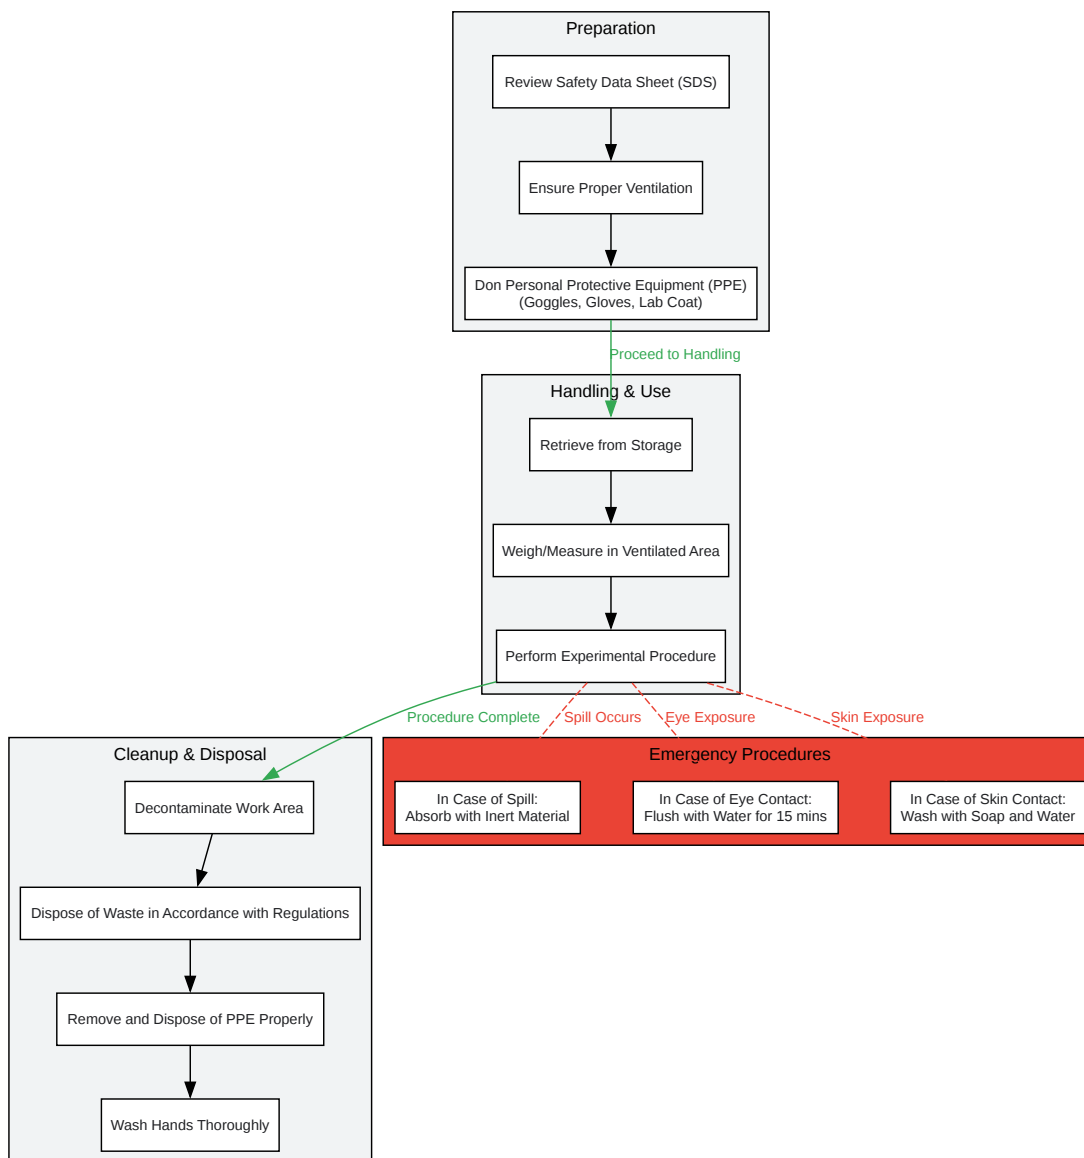 Preparation
Review Safety Data Sheet (SDS)
Ensure Proper Ventilation
Don Personal Protective Equipment (PPE)
(Goggles, Gloves, Lab Coat)
Proceed to Handling
Handling & Use
Retrieve from Storage
Weigh/Measure in Ventilated Area
Perform Experimental Procedure
Procedure Complete
Spill Occurs
Eye Exposure
Skin Exposure
Cleanup & Disposal
Decontaminate Work Area
Dispose of Waste in Accordance with Regulations
Remove and Dispose of PPE Properly
Wash Hands Thoroughly
Emergency Procedures
In Case of Spill:
Absorb with Inert Material
In Case of Eye Contact:
Flush with Water for 15 mins
In Case of Skin Contact:
Wash with Soap and Water